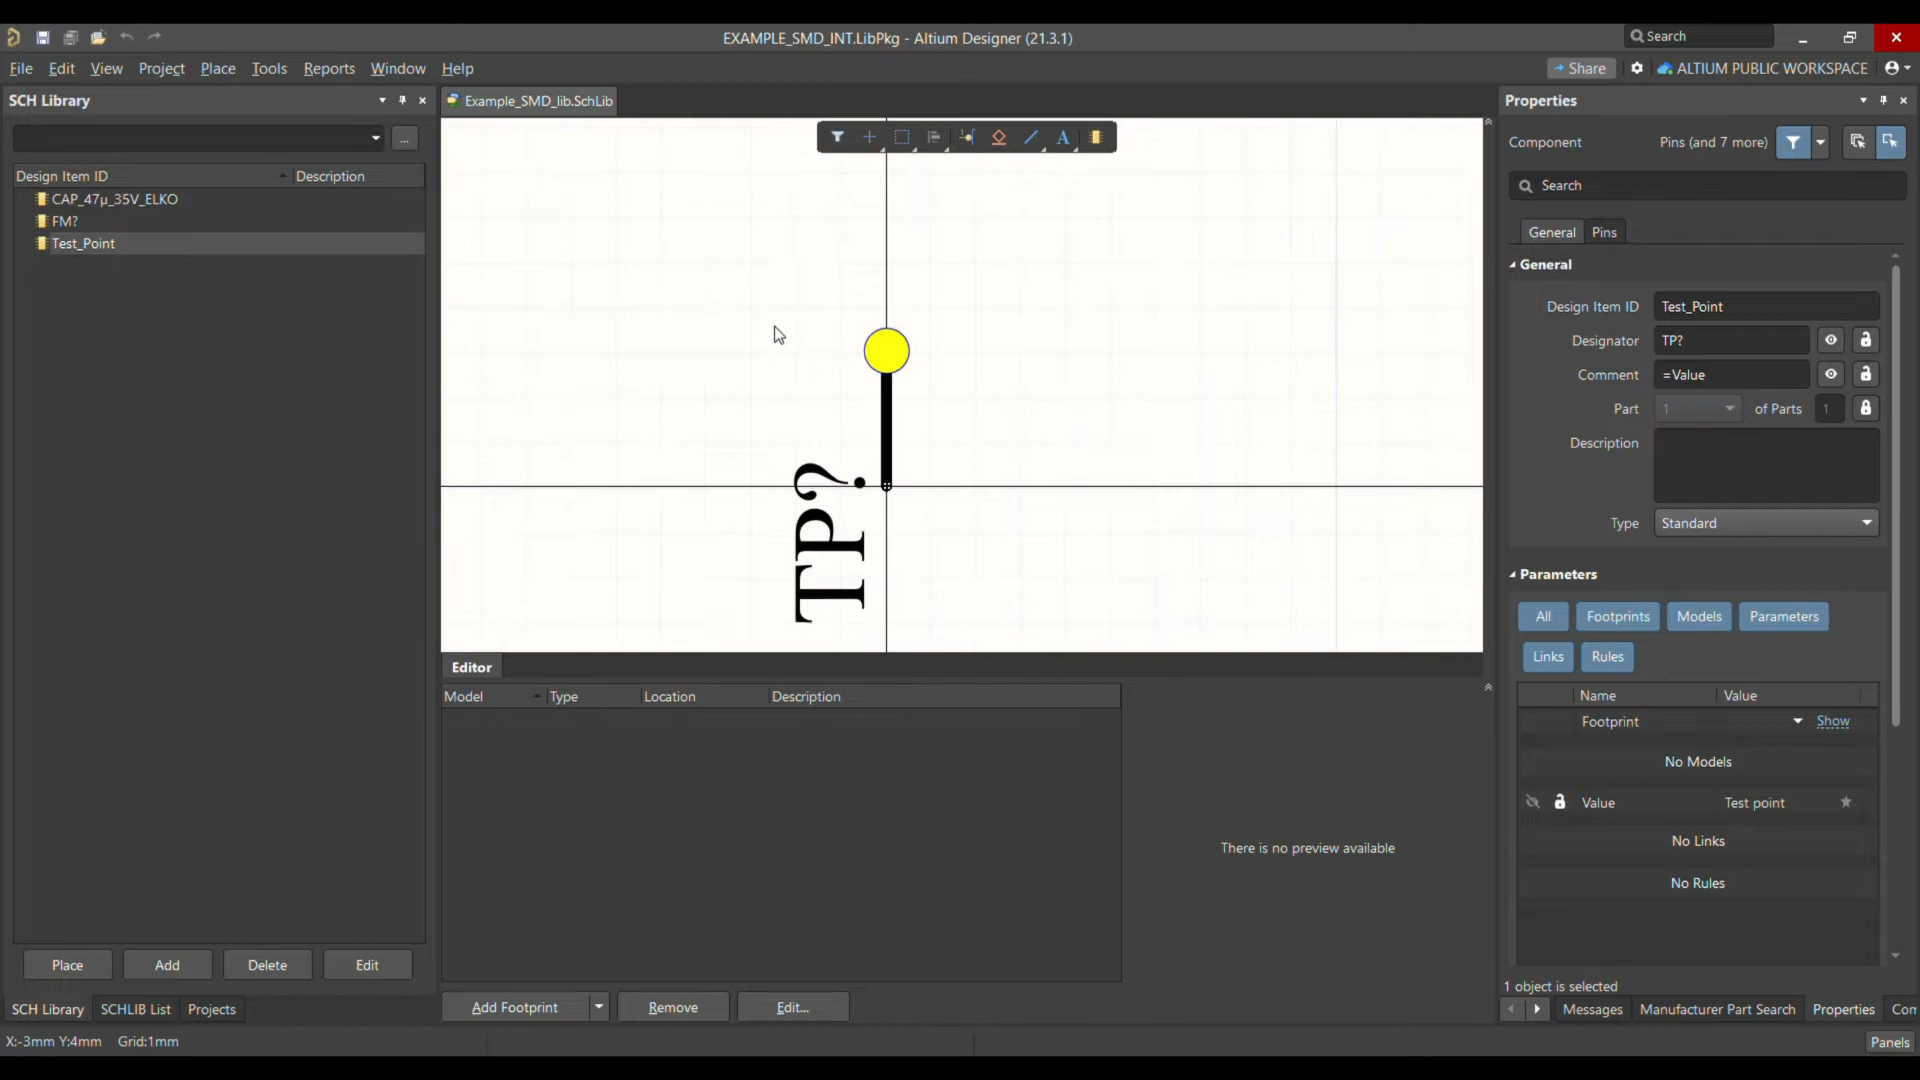 EXAMPLE_SMD_INT.LibPkg - Altium Designer (21.3.1)
Search
File Edit View Project Place Tools Reports Window Help
Share
ALTIUM PUBLIC WORKSPACE
SCH Library
...
Design Item ID Description
CAP_47µ_35V_ELKO
FM?
Test_Point
Place Add Delete Edit
SCH Library SCHLIB List Projects
X:-3mm Y:4mm Grid:1mm
Example_SMD_lib.SchLib
A
TP?
Editor
Model Type Location Description
There is no preview available
Add Footprint Remove Edit...
Properties
Component Pins (and 7 more)
Search
General Pins
General
Design Item ID Test_Point
Designator TP?
Comment =Value
Part 1 of Parts 1
Description
Type Standard
Parameters
All Footprints Models Parameters
Links Rules
Name Value
Footprint Show
No Models
Value Test point
No Links
No Rules
1 object is selected
Messages Manufacturer Part Search Properties Com
Panels